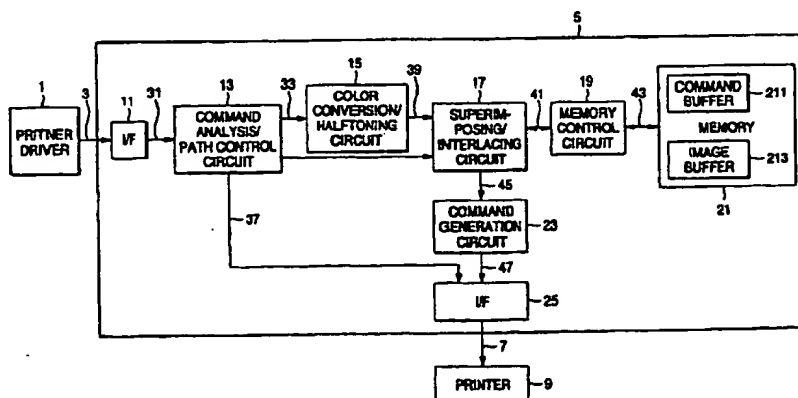 5
1
3
11
31
13
33
15
39
17
41
19
43
PRITNER
DRIVER
I/F
COMMAND
ANALYSIS/
PATH CONTROL
CIRCUIT
COLOR
CONVERSION/
HALFTONING
CIRCUIT
SUPERIM-
POSING/
INTERLACING
CIRCUIT
MEMORY
CONTROL
CIRCUIT
COMMAND
BUFFER
211
MEMORY
IMAGE
BUFFER
213
21
37
45
COMMAND
GENERATION
CIRCUIT
23
47
I/F
25
7
PRINTER
9